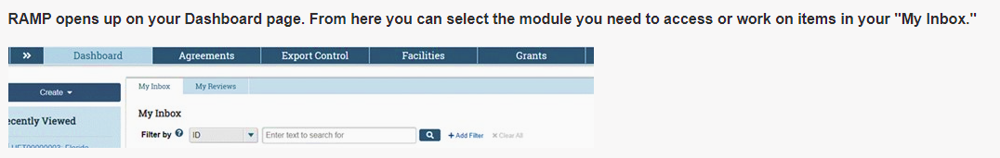 RAMP opens up on your Dashboard page. From here you can select the module you need to access or work on items in your "My Inbox."
» Dashboard Agreements Export Control Facilities Grants
Create
My Inbox My Reviews
ecently Viewed
My Inbox
Filter by ? ID Enter text to search for + Add Filter × Clear All